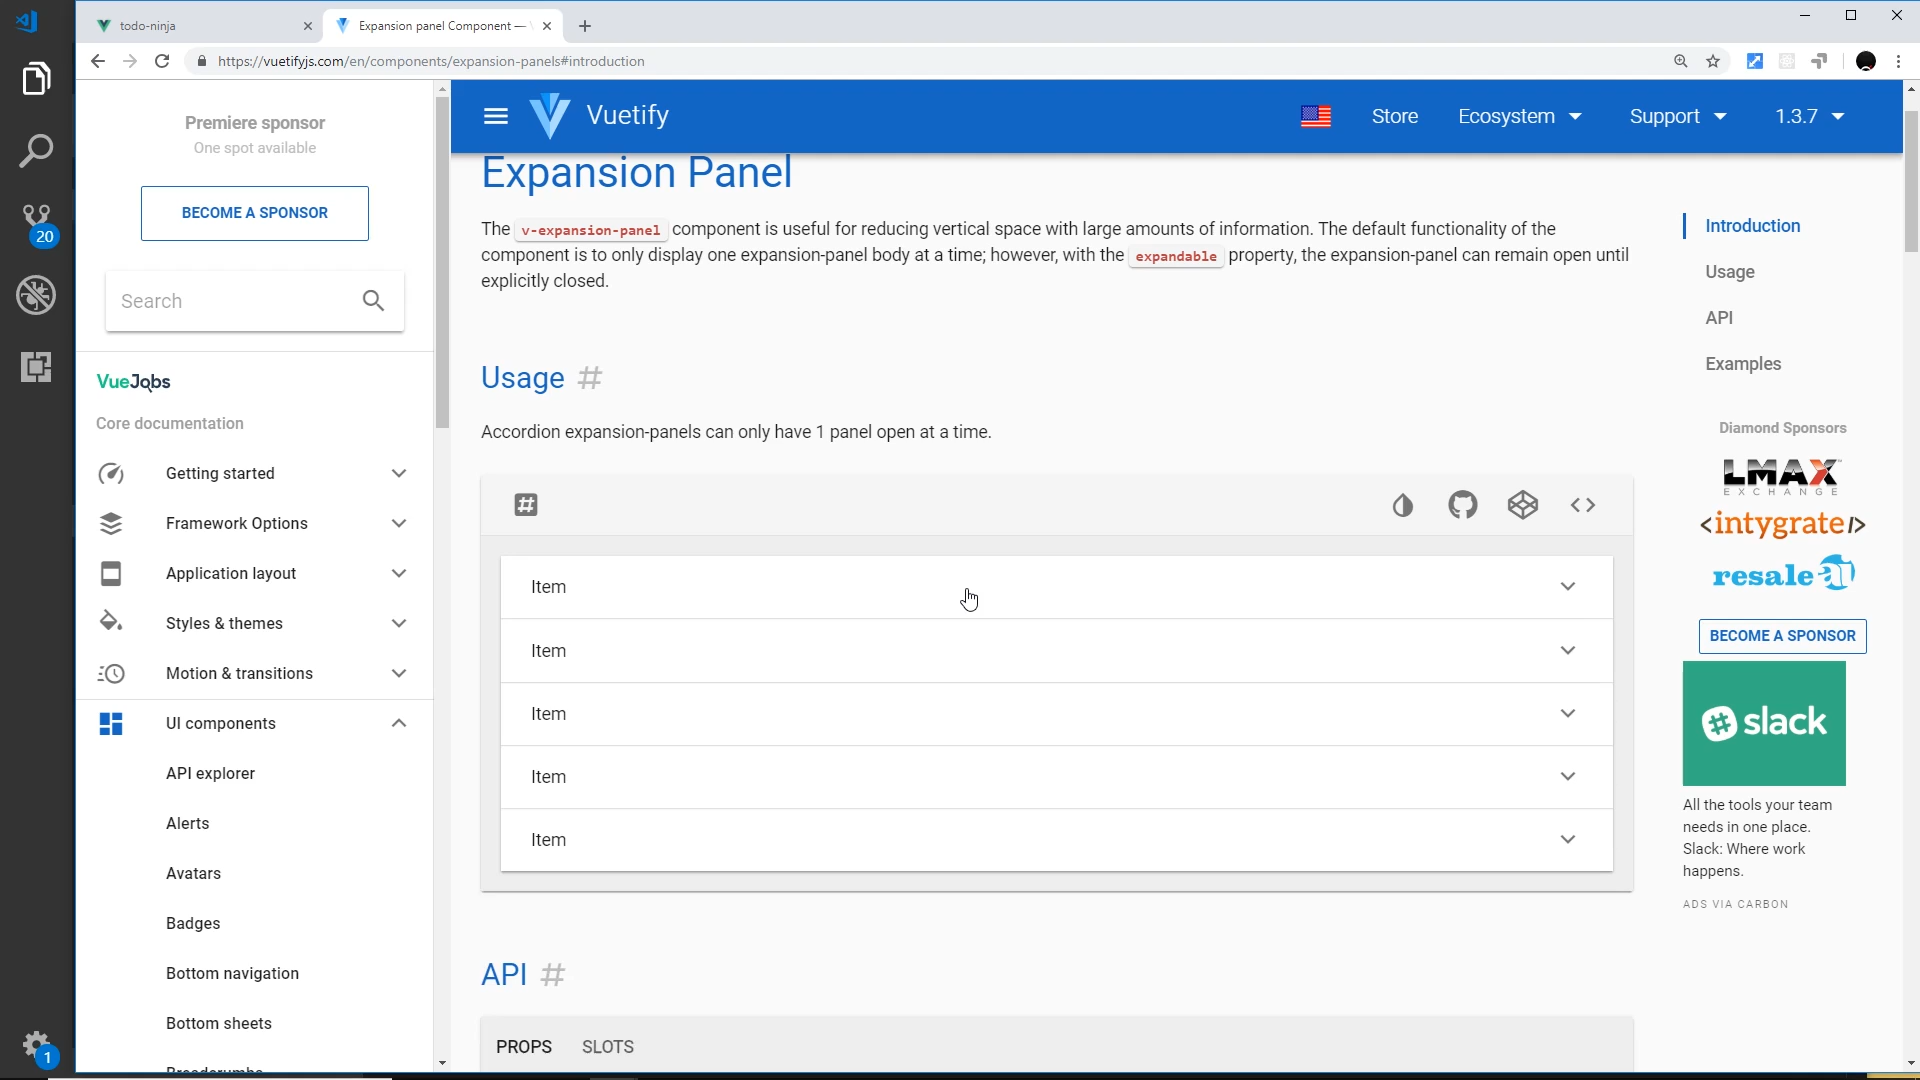 todo-ninja
Expansion panel Component —
https://vuetifyjs.com/en/components/expansion-panels#introduction
20
1
Premiere sponsor
One spot available
BECOME A SPONSOR
Search
VueJobs
Core documentation
Getting started
Framework Options
Application layout
Styles & themes
Motion & transitions
UI components
API explorer
Alerts
Avatars
Badges
Bottom navigation
Bottom sheets
Vuetify
Store
Ecosystem
Support
1.3.7
Expansion Panel
The v-expansion-panel component is useful for reducing vertical space with large amounts of information. The default functionality of the
component is to only display one expansion-panel body at a time; however, with the expandable property, the expansion-panel can remain open until
explicitly closed.
Usage #
Accordion expansion-panels can only have 1 panel open at a time.
Item
Item
Item
Item
Item
API #
PROPS SLOTS
Introduction
Usage
API
Examples
Diamond Sponsors
LMAX
EXCHANGE
<intygrate/>
resale ai
BECOME A SPONSOR
slack
All the tools your team
needs in one place.
Slack: Where work
happens.
ADS VIA CARBON